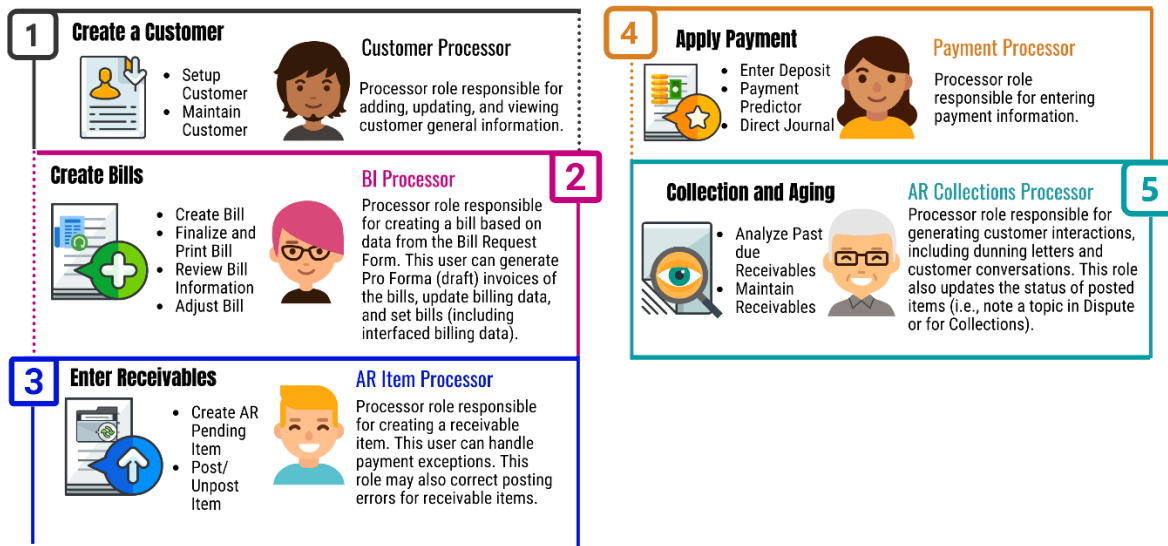 1
Create a Customer
• Setup
Customer
• Maintain
Customer
Customer Processor
Processor role responsible for
adding, updating, and viewing
customer general information.
2
Create Bills
• Create Bill
• Finalize and
Print Bill
• Review Bill
Information
• Adjust Bill
BI Processor
Processor role responsible
for creating a bill based on
data from the Bill Request
Form. This user can generate
Pro Forma (draft) invoices of
the bills, update billing data,
and set bills (including
interfaced billing data).
3
Enter Receivables
• Create AR
Pending
Item
• Post/
Unpost
Item
AR Item Processor
Processor role responsible
for creating a receivable
item. This user can handle
payment exceptions. This
role may also correct posting
errors for receivable items.
4
Apply Payment
• Enter Deposit
• Payment
Predictor
• Direct Journal
Payment Processor
Processor role
responsible for entering
payment information.
5
Collection and Aging
• Analyze Past
due
Receivables
• Maintain
Receivables
AR Collections Processor
Processor role responsible for
generating customer interactions,
including dunning letters and
customer conversations. This role
also updates the status of posted
items (i.e., note a topic in Dispute
or for Collections).